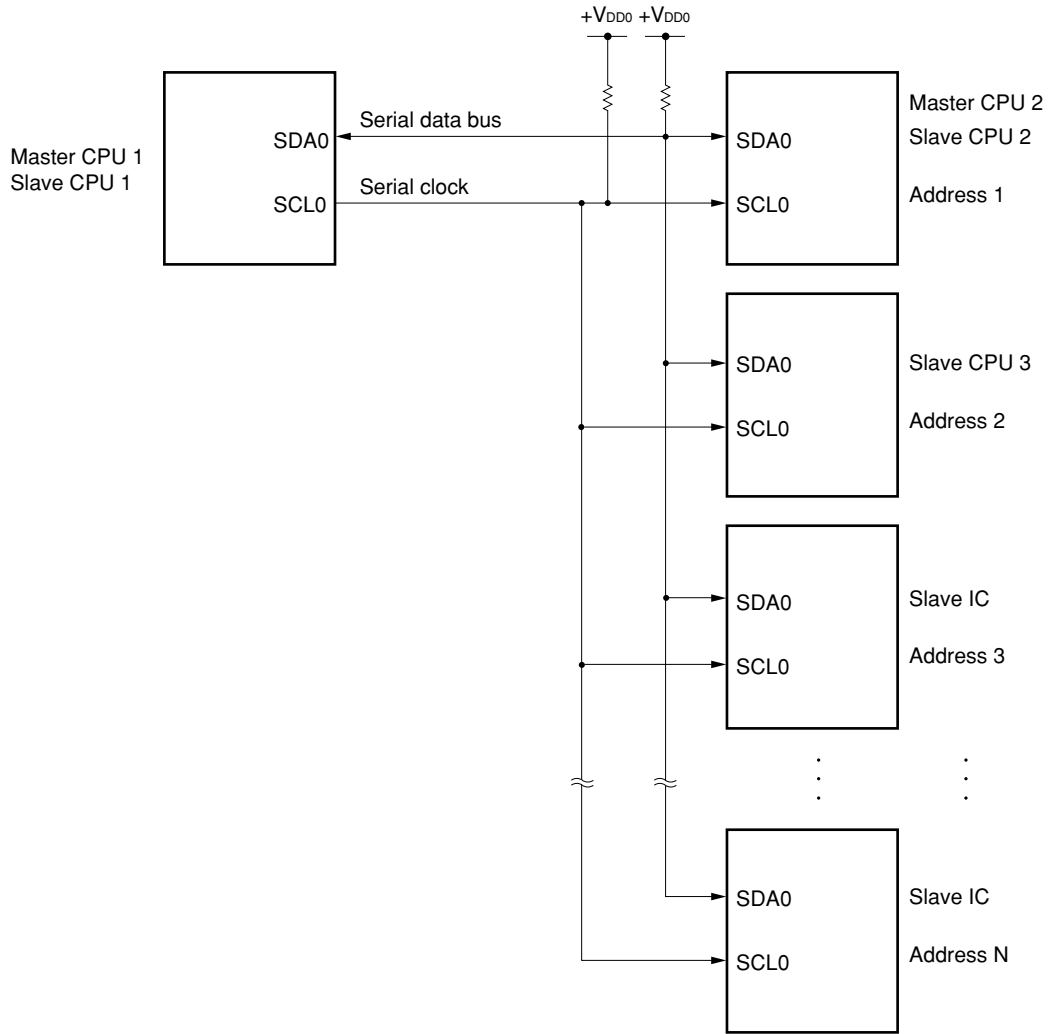 +VDD0 +VDD0
Serial data bus
SDA0
SDA0
Master CPU 1
Slave CPU 1
Serial clock
SCL0
SCL0
Master CPU 2
Slave CPU 2
Address 1
SDA0
Slave CPU 3
SCL0
Address 2
SDA0
Slave IC
SCL0
Address 3
SDA0
Slave IC
SCL0
Address N